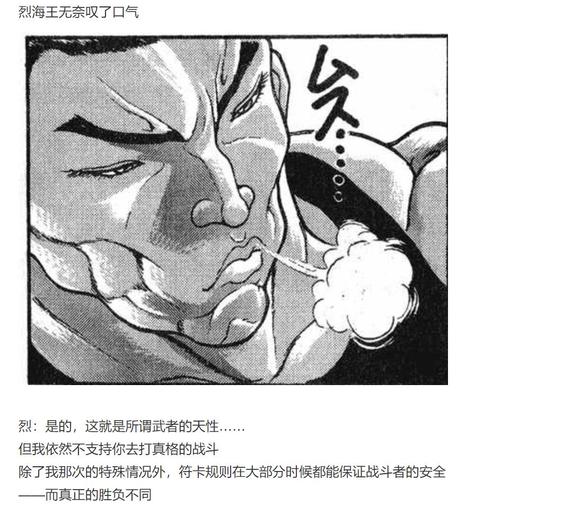 烈海王无奈叹了口气
ムス……
烈：是的，这就是所谓武者的天性……
但我依然不支持你去打真格的战斗
除了我那次的特殊情况外，符卡规则在大部分时候都能保证战斗者的安全
——而真正的胜负不同